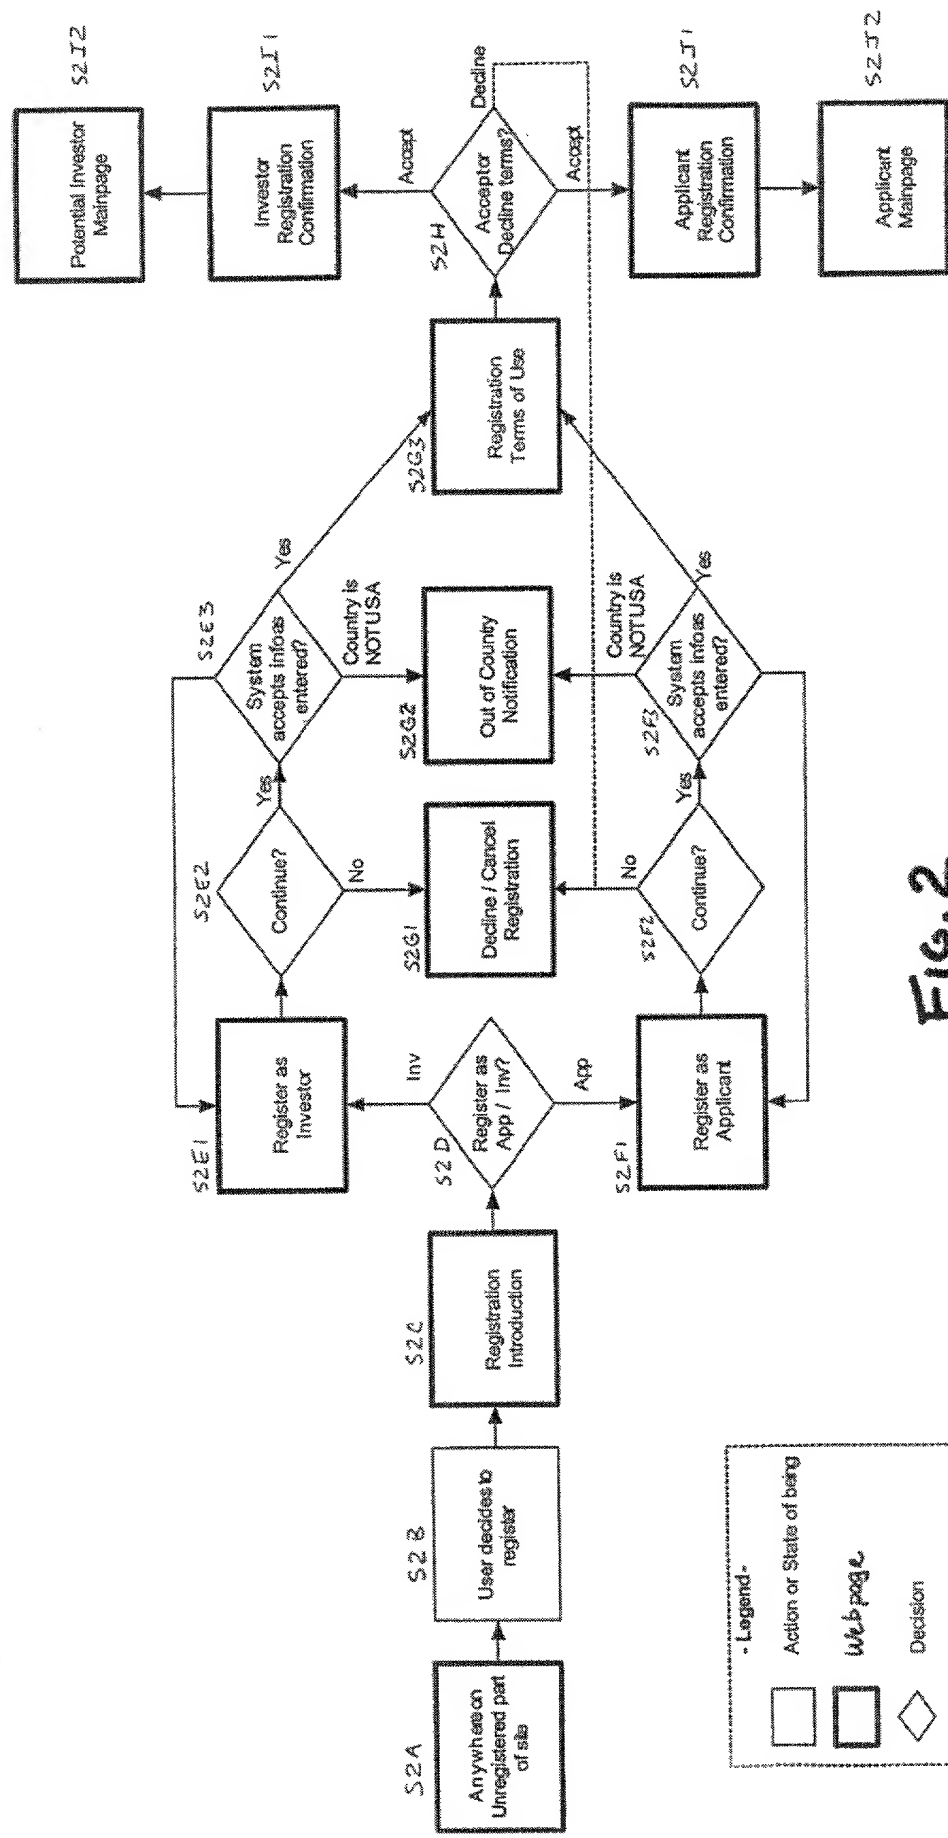 S2A
Anywhere on
Unregistered part
of site
S2B
User decides to
register
S2C
Registration
Introduction
S2D
Register as
App / Inv?
Inv
App
S2E1
Register as
Investor
S2E2
Continue?
Yes
No
S2E3
System
accepts info as
entered?
Yes
Country is
NOT USA
S2F1
Register as
Applicant
S2F2
Continue?
Yes
No
S2F3
System
accepts info as
entered?
Yes
Country is
NOT USA
S2G1
Decline / Cancel
Registration
S2G2
Out of Country
Notification
S2G3
Registration
Terms of Use
S2H
Accept or
Decline terms?
Accept
Decline
Accept
S2I1
Investor
Registration
Confirmation
S2I2
Potential Investor
Mainpage
S2J1
Applicant
Registration
Confirmation
S2J2
Applicant
Mainpage
- Legend -
Action or State of being
Webpage
Decision
FIG. 2